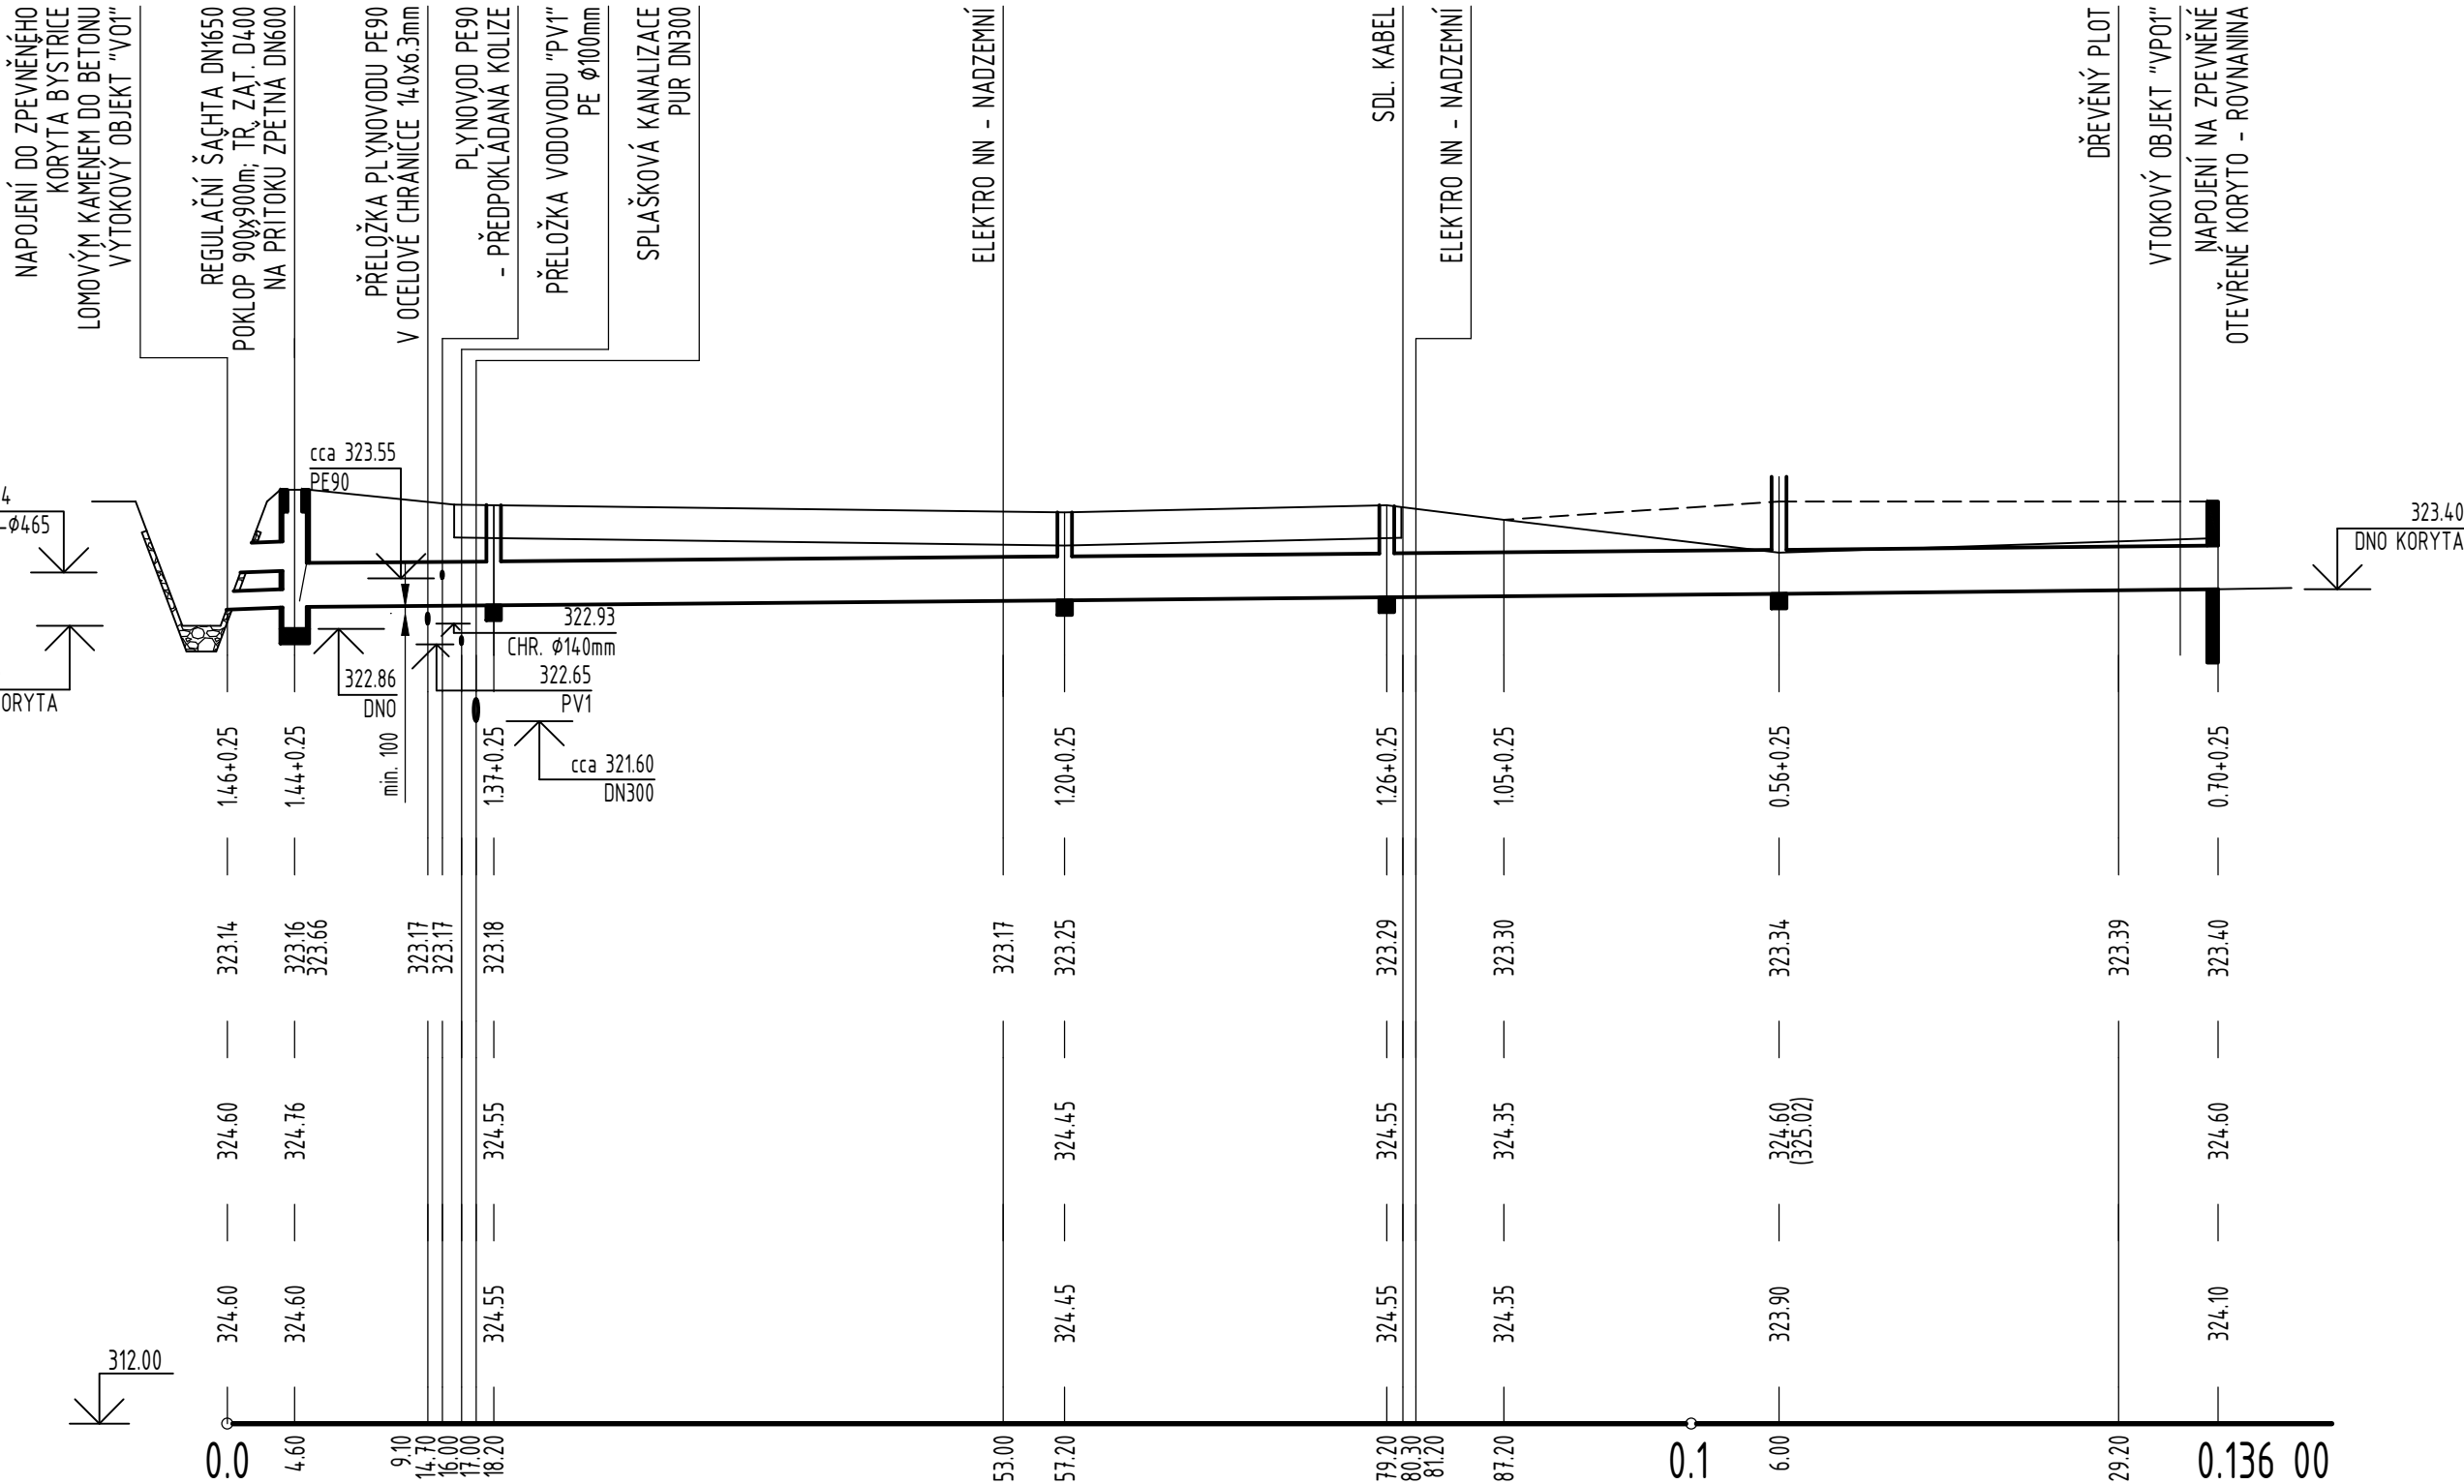 NAPOJENÍ DO ZPEVNĚNÉHO
KORYTA BYSTŘICE
LOMOVÝM KAMENEM DO BETONU
VÝTOKOVÝ OBJEKT "VO1"
REGULAČNÍ ŠACHTA DN1650
POKLOP 900x900m; TŘ. ZAT. D400
NA PŘITOKU ZPĚTNÁ DN600
PŘELOŽKA PLYNOVODU PE90
V OCELOVÉ CHRÁNIČCE 140x6.3mm
PLYNOVOD PE90
- PŘEDPOKLÁDANÁ KOLIZE
PŘELOŽKA VODOVODU "PV1"
PE ϕ100mm
SPLAŠKOVÁ KANALIZACE
PUR DN300
ELEKTRO NN - NADZEMNÍ
SDL. KABEL
ELEKTRO NN - NADZEMNÍ
DŘEVĚNÝ PLOT
VTOKOVÝ OBJEKT "VPO1"
NAPOJENÍ NA ZPEVNĚNÉ
OTEVŘENÉ KORYTO - ROVNANINA
4
-ϕ465
cca 323.55
PE90
323.40
DNO KORYTA
322.93
CHR. ϕ140mm
322.65
PV1
322.86
DNO
ORYTA
min. 100
cca 321.60
DN300
1.46+0.25
1.44+0.25
1.37+0.25
1.20+0.25
1.26+0.25
1.05+0.25
0.56+0.25
0.70+0.25
323.14
323.16
323.66
323.17
323.17
323.18
323.17
323.25
323.29
323.30
323.34
323.39
323.40
324.60
324.76
324.55
324.45
324.55
324.35
324.60
(325.02)
324.60
324.60
324.60
324.55
324.45
324.55
324.35
323.90
324.10
312.00
0.0
4.60
9.10
14.70
16.00
17.00
18.20
53.00
57.20
79.20
80.30
81.20
87.20
0.1
6.00
29.20
0.136 00